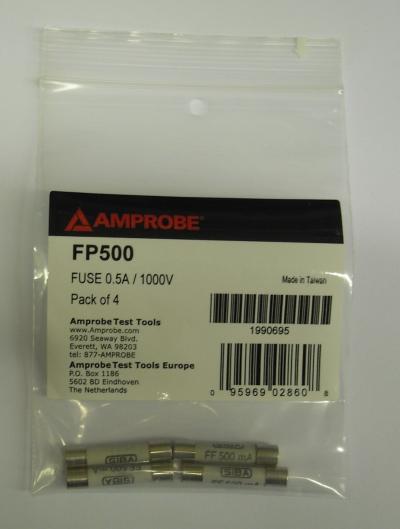 AMPROBE®
FP500
FUSE 0.5A / 1000V
Made in Taiwan
Pack of 4
1990695
Amprobe Test Tools
www.Amprobe.com
6920 Seaway Blvd.
Everett, WA 98203
tel: 877-AMPROBE
Amprobe Test Tools Europe
P.O. Box 1186
5602 BD Eindhoven
The Netherlands
0 95969 02860 8
SIBA
FF 500 mA
SIBA
SIBA